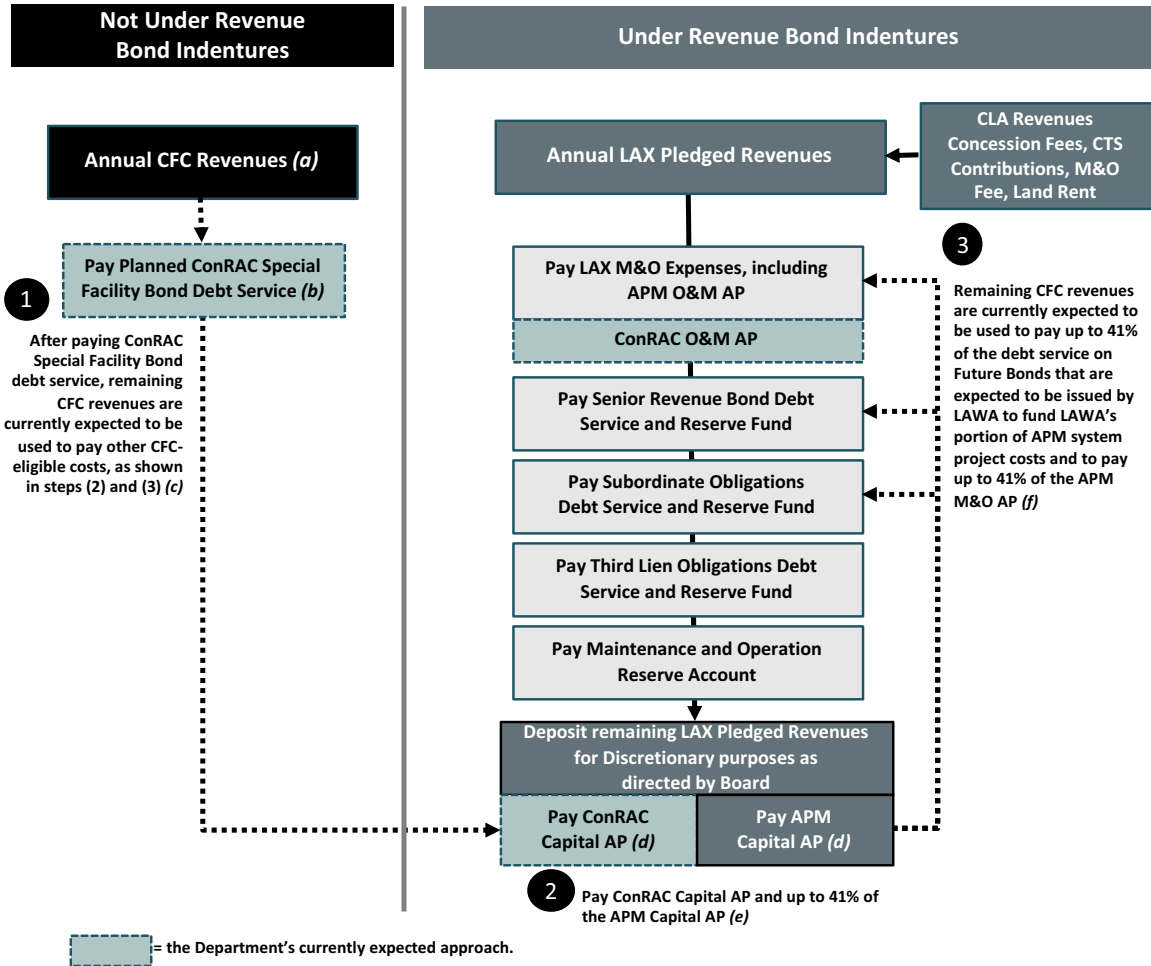 Not Under Revenue
Bond Indentures
Under Revenue Bond Indentures
Annual CFC Revenues (a)
Annual LAX Pledged Revenues
CLA Revenues
Concession Fees, CTS
Contributions, M&O
Fee, Land Rent
Pay Planned ConRAC Special
Facility Bond Debt Service (b)
1
After paying ConRAC
Special Facility Bond
debt service, remaining
CFC revenues are
currently expected to be
used to pay other CFC-
eligible costs, as shown
in steps (2) and (3) (c)
Pay LAX M&O Expenses, including
APM O&M AP
ConRAC O&M AP
Pay Senior Revenue Bond Debt
Service and Reserve Fund
Pay Subordinate Obligations
Debt Service and Reserve Fund
Pay Third Lien Obligations Debt
Service and Reserve Fund
Pay Maintenance and Operation
Reserve Account
Deposit remaining LAX Pledged Revenues
for Discretionary purposes as
directed by Board
Pay ConRAC
Capital AP (d)
Pay APM
Capital AP (d)
3
Remaining CFC revenues
are currently expected to
be used to pay up to 41%
of the debt service on
Future Bonds that are
expected to be issued by
LAWA to fund LAWA's
portion of APM system
project costs and to pay
up to 41% of the APM
M&O AP (f)
2
Pay ConRAC Capital AP and up to 41% of
the APM Capital AP (e)
= the Department's currently expected approach.